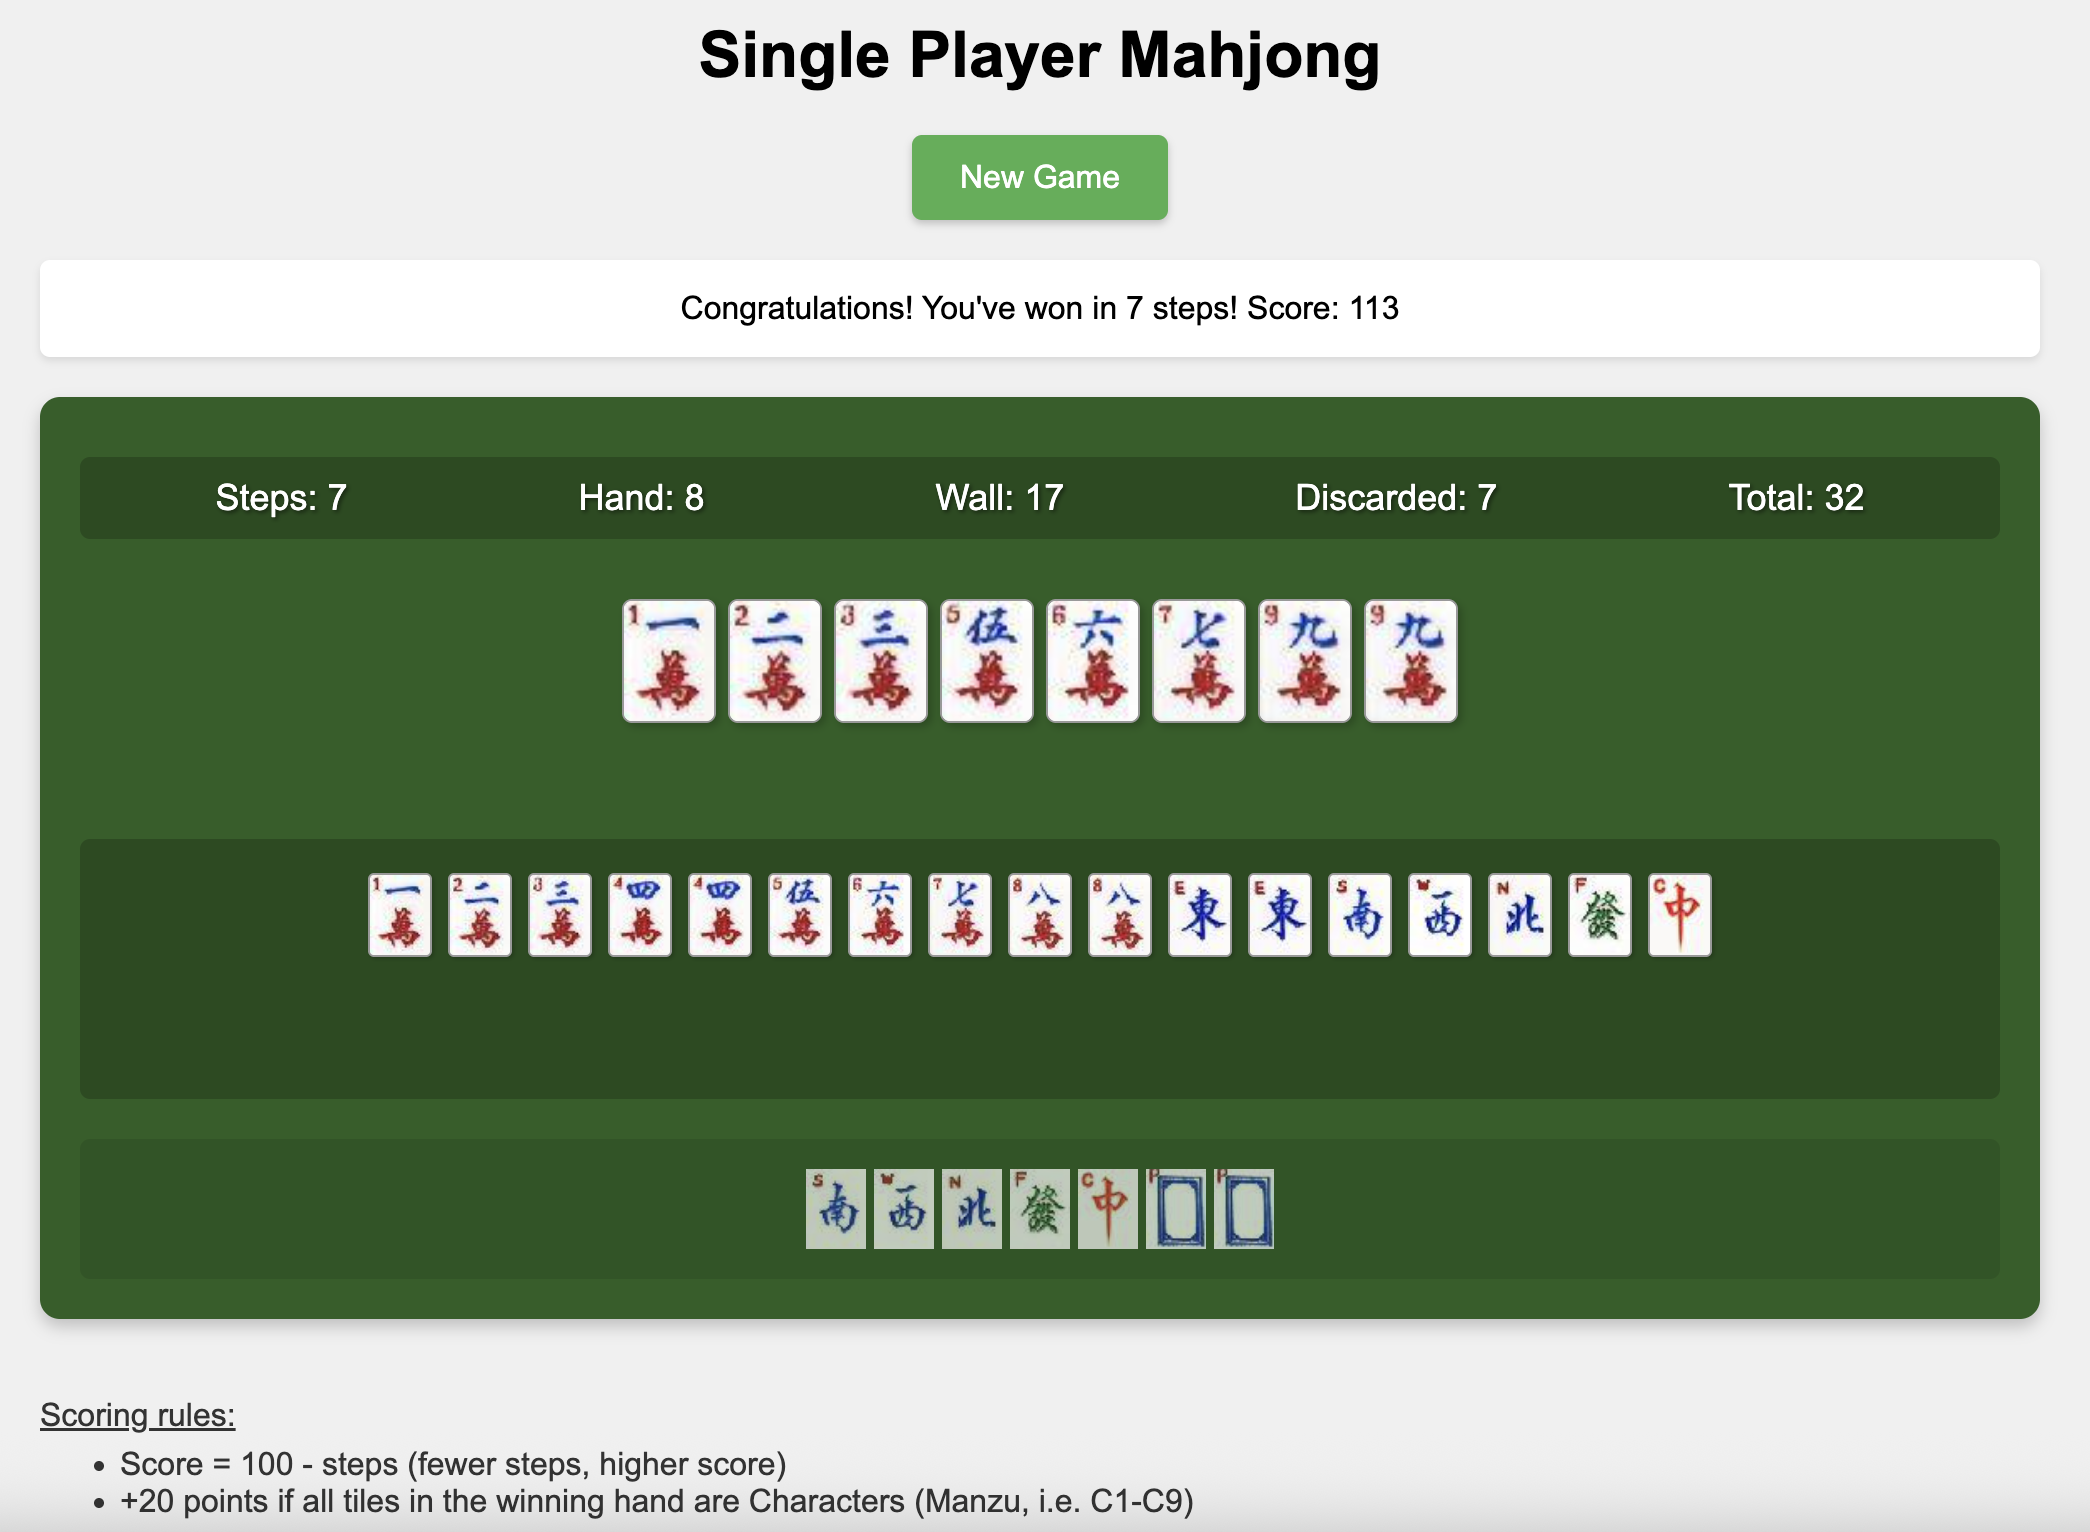 Single Player Mahjong
New Game
Congratulations! You've won in 7 steps! Score: 113
Steps: 7 Hand: 8 Wall: 17 Discarded: 7 Total: 32
1 一萬 2 二萬 3 三萬 5 伍萬 6 六萬 7 七萬 9 九萬 9 九萬
1 一萬 2 二萬 3 三萬 4 四萬 4 四萬 5 伍萬 6 六萬 7 七萬 8 八萬 8 八萬 E 東 E 東 S 南 W 西 N 北 F 發 C 中
S 南 W 西 N 北 F 發 C 中 P P
Scoring rules:
• Score = 100 - steps (fewer steps, higher score)
• +20 points if all tiles in the winning hand are Characters (Manzu, i.e. C1-C9)